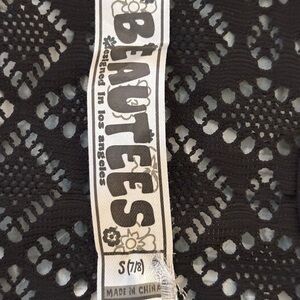 BEAUTEES
designed in los angeles
S (7/8)
MADE IN CHINA